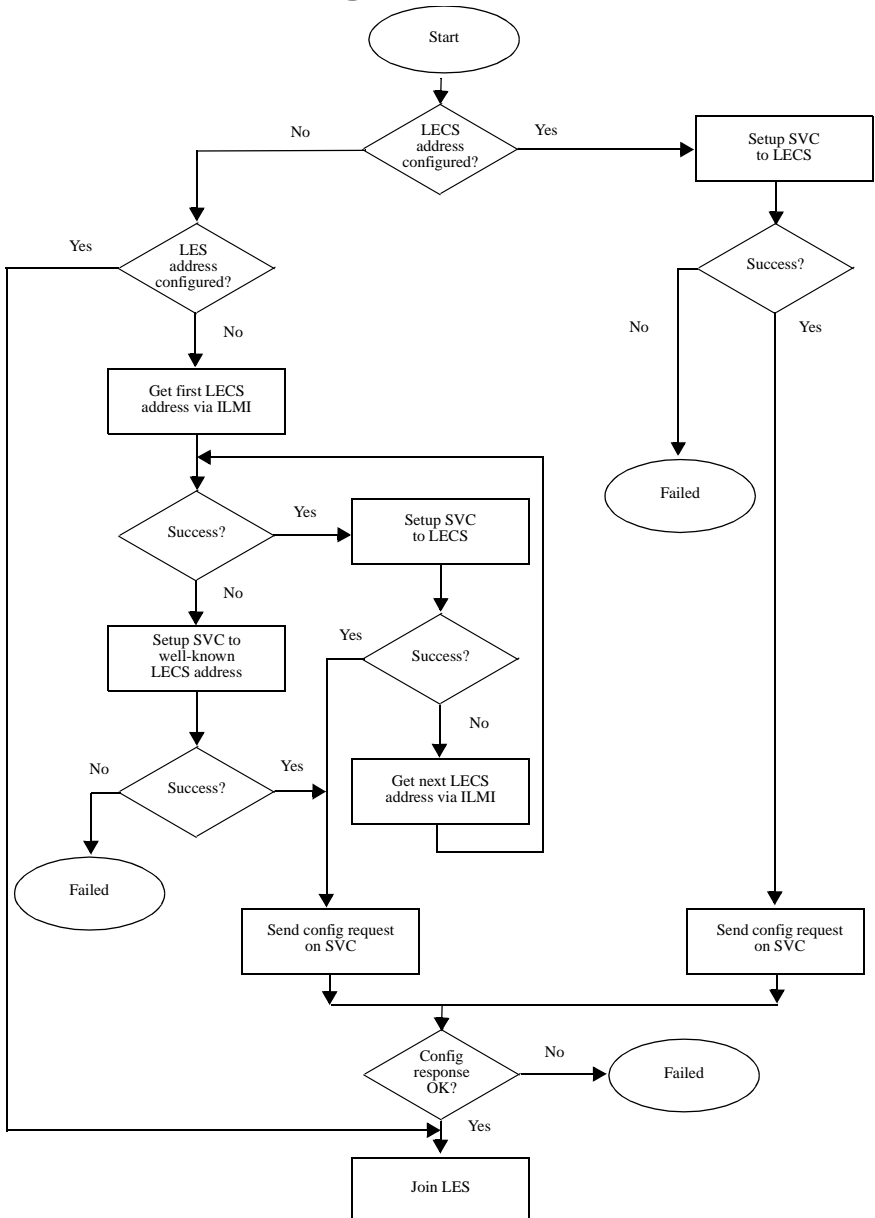 Start
LECS
address
configured?
No
Yes
Setup SVC
to LECS
Yes
LES
address
configured?
Success?
No
No
Yes
Get first LECS
address via ILMI
Failed
Success?
Yes
Setup SVC
to LECS
No
Setup SVC to
well-known
LECS address
Yes
Success?
No
No
Success?
Yes
Get next LECS
address via ILMI
Failed
Send config request
on SVC
Send config request
on SVC
Config
response
OK?
No
Failed
Yes
Join LES